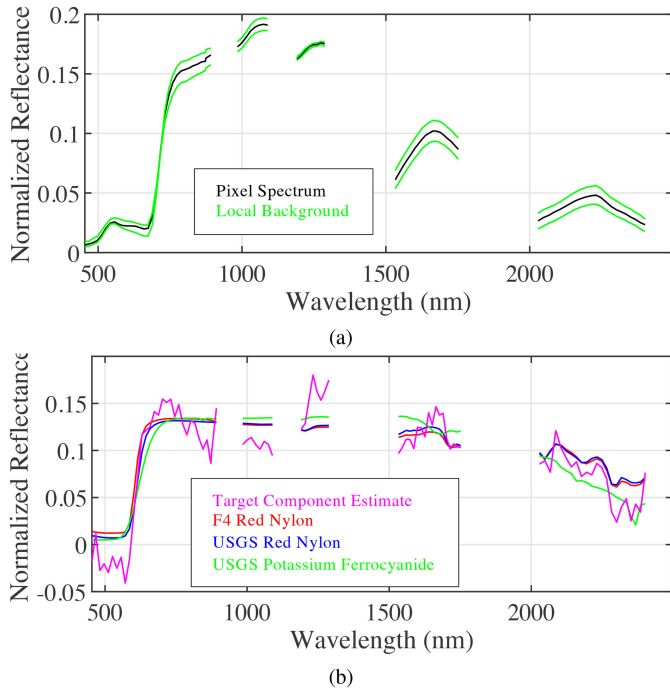 0.2
0.15
0.1
0.05
0
Normalized Reflectance
Pixel Spectrum
Local Background
500
1000
1500
2000
Wavelength (nm)
(a)
0.15
0.1
0.05
0
-0.05
Normalized Reflectance
Target Component Estimate
F4 Red Nylon
USGS Red Nylon
USGS Potassium Ferrocyanide
500
1000
1500
2000
Wavelength (nm)
(b)